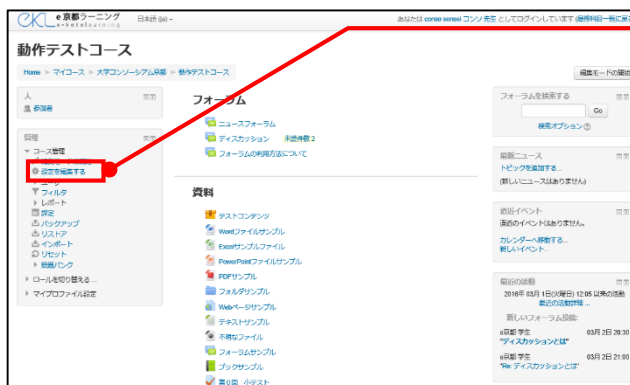 e京都ラーニング
e-kotolearning
日本語 (ja)
あなたは conso sensei コンソ 先生 としてログインしています
動作テストコース
Home ► マイコース ► 大学コンソーシアム京都 ► 動作テストコース
編集モードの開始
人
参加者
管理
コース管理
設定を編集する
ユーザ
フィルタ
レポート
評定
バックアップ
リストア
インポート
リセット
問題バンク
ロールを切り替える ...
マイプロファイル設定
フォーラム
ニュースフォーラム
ディスカッション 未読件数 2
フォーラムの利用方法について
資料
テストコンテンツ
Wordファイルサンプル
Excelサンプルファイル
PowerPointファイルサンプル
PDFサンプル
フォルダサンプル
Webページサンプル
テキストサンプル
不明なファイル
フォーラムサンプル
ブックサンプル
第０回 小テスト
フォーラムを検索する
Go
検索オプション
最新ニュース
トピックを追加する...
(新しいニュースはありません)
直近イベント
直近のイベントはありません。
カレンダーへ移動する...
新しいイベント...
最近の活動
2016年 03月 1日(火曜日) 12:05 以来の活動
最近の活動詳細 ...
新しいフォーラム投稿:
e京都 学生 03月 2日 20:30
"ディスカッションとは"
e京都 学生 03月 2日 21:00
"Re: ディスカッションとは"